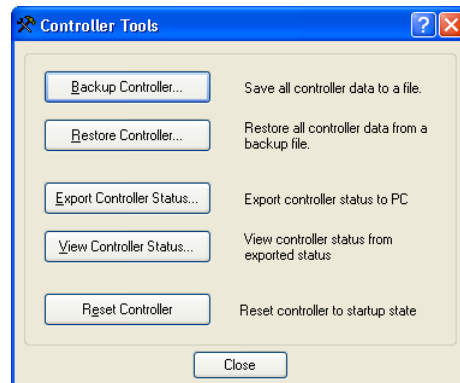 Controller Tools
Backup Controller...
Save all controller data to a file.
Restore Controller...
Restore all controller data from a
backup file.
Export Controller Status...
Export controller status to PC
View Controller Status...
View controller status from
exported status
Reset Controller
Reset controller to startup state
Close